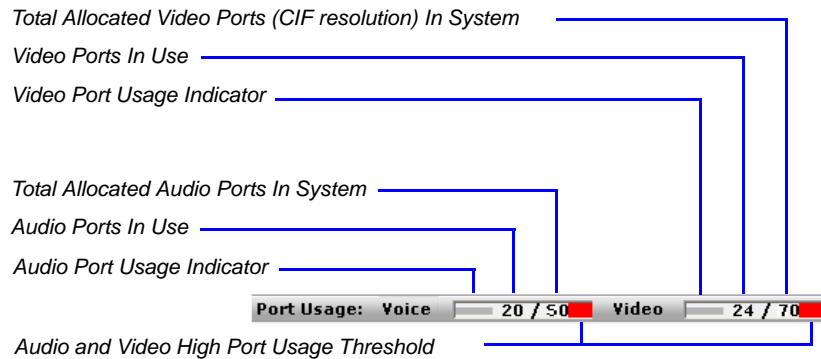 Total Allocated Video Ports (CIF resolution) In System
Video Ports In Use
Video Port Usage Indicator
Total Allocated Audio Ports In System
Audio Ports In Use
Audio Port Usage Indicator
Port Usage: Voice 20 / 50 Video 24 / 70
Audio and Video High Port Usage Threshold